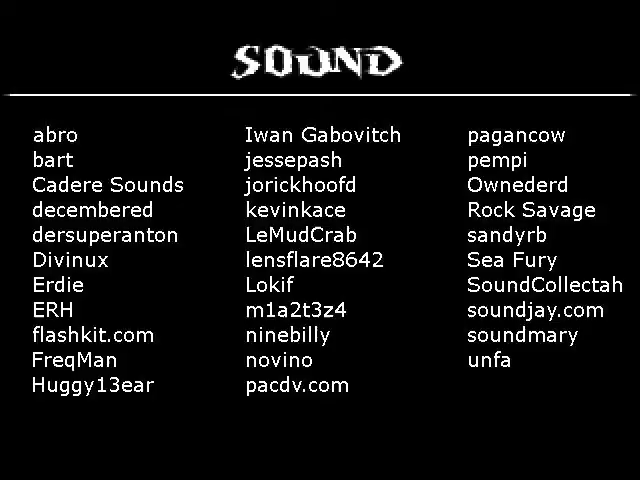 SOUND
abro
bart
Cadere Sounds
decembered
dersuperanton
Divinux
Erdie
ERH
flashkit.com
FreqMan
Huggy13ear
Iwan Gabovitch
jessepash
jorickhoofd
kevinkace
LeMudCrab
lensflare8642
Lokif
m1a2t3z4
ninebilly
novino
pacdv.com
pagancow
pempi
Ownederd
Rock Savage
sandyrb
Sea Fury
SoundCollectah
soundjay.com
soundmary
unfa